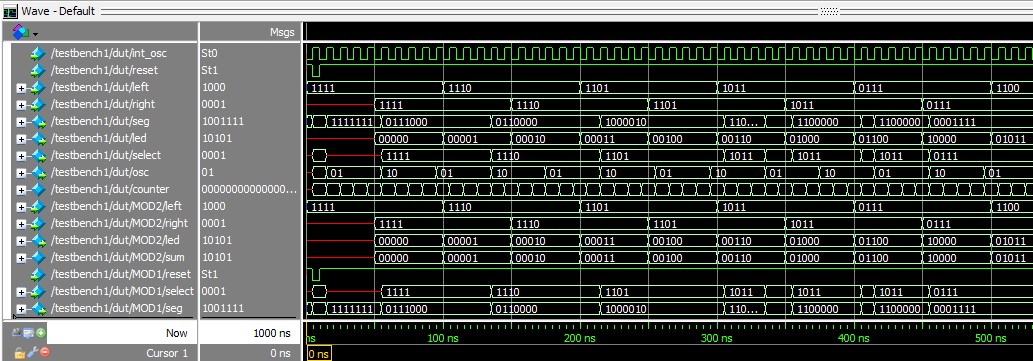 Wave - Default
Msgs
/testbench1/dut/int_osc St0
/testbench1/dut/reset St1
/testbench1/dut/left 1000 1111 1110 1101 1011 0111 1100
/testbench1/dut/right 0001 1111 1110 1101 1011 0111
/testbench1/dut/seg 1001111 1111111 0111000 0110000 1000010 110... 1100000 1100000 0001111
/testbench1/dut/led 10101 00000 00001 00010 00011 00100 00110 01000 01100 10000 01011
/testbench1/dut/select 0001 1111 1110 1101 1011 1011 1011 0111
/testbench1/dut/osc 01 01 10 01 10 01 10 01 10 01 10 01 10 01
/testbench1/dut/counter 00000000000000...
/testbench1/dut/MOD2/left 1000 1111 1110 1101 1011 0111 1100
/testbench1/dut/MOD2/right 0001 1111 1110 1101 1011 0111
/testbench1/dut/MOD2/led 10101 00000 00001 00010 00011 00100 00110 01000 01100 10000 01011
/testbench1/dut/MOD2/sum 10101 00000 00001 00010 00011 00100 00110 01000 01100 10000 01011
/testbench1/dut/MOD1/reset St1
/testbench1/dut/MOD1/select 0001 1111 1110 1101 1011 1011 1011 0111
/testbench1/dut/MOD1/seg 1001111 1111111 0111000 0110000 1000010 110... 1100000 1100000 0001111
Now 1000 ns ns 100 ns 200 ns 300 ns 400 ns 500 ns
Cursor 1 0 ns 0 ns